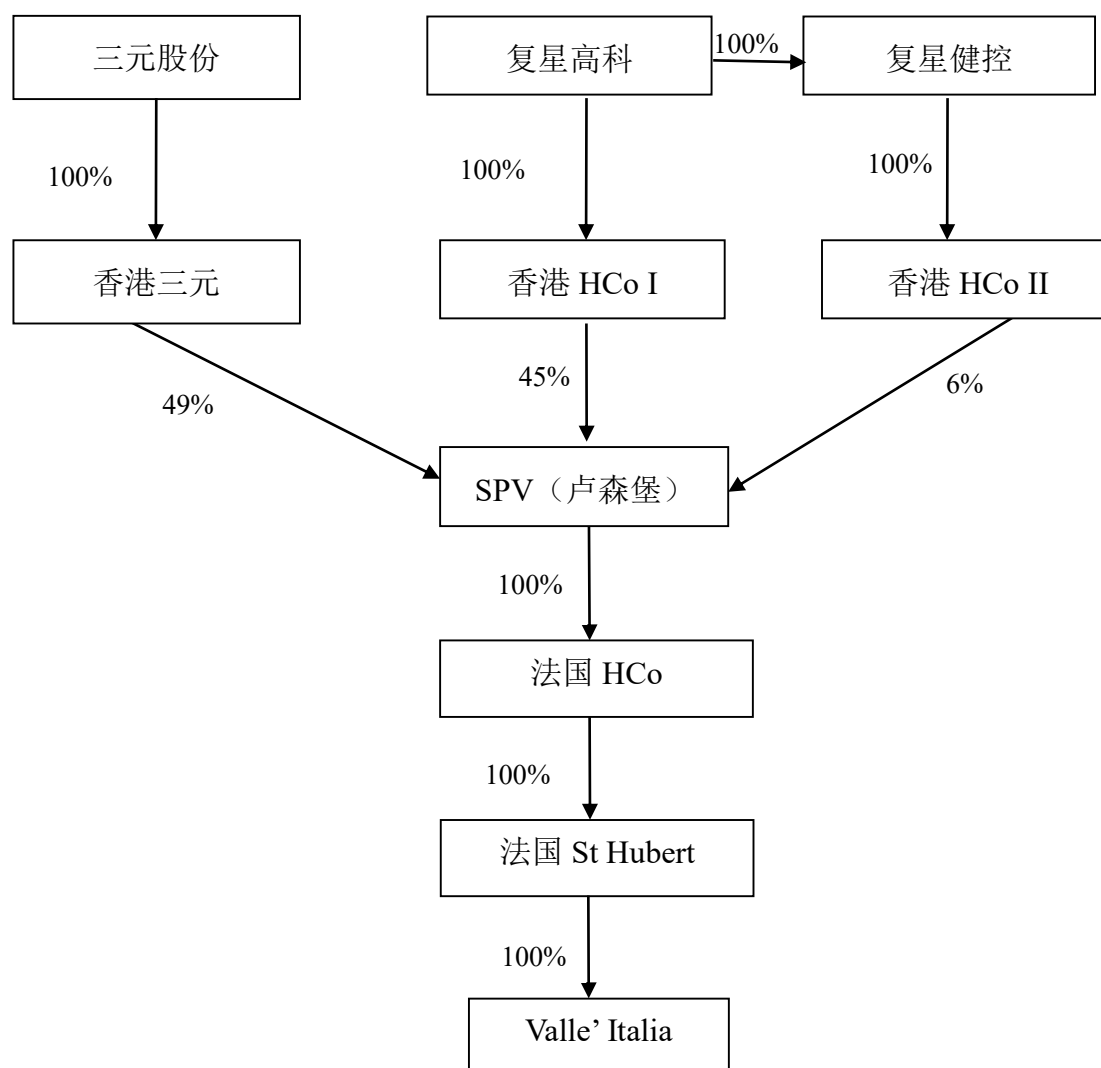 三元股份
复星高科
100%
复星健控
100%
100%
100%
香港三元
香港 HCo I
香港 HCo II
49%
45%
6%
SPV（卢森堡）
100%
法国 HCo
100%
法国 St Hubert
100%
Valle’ Italia